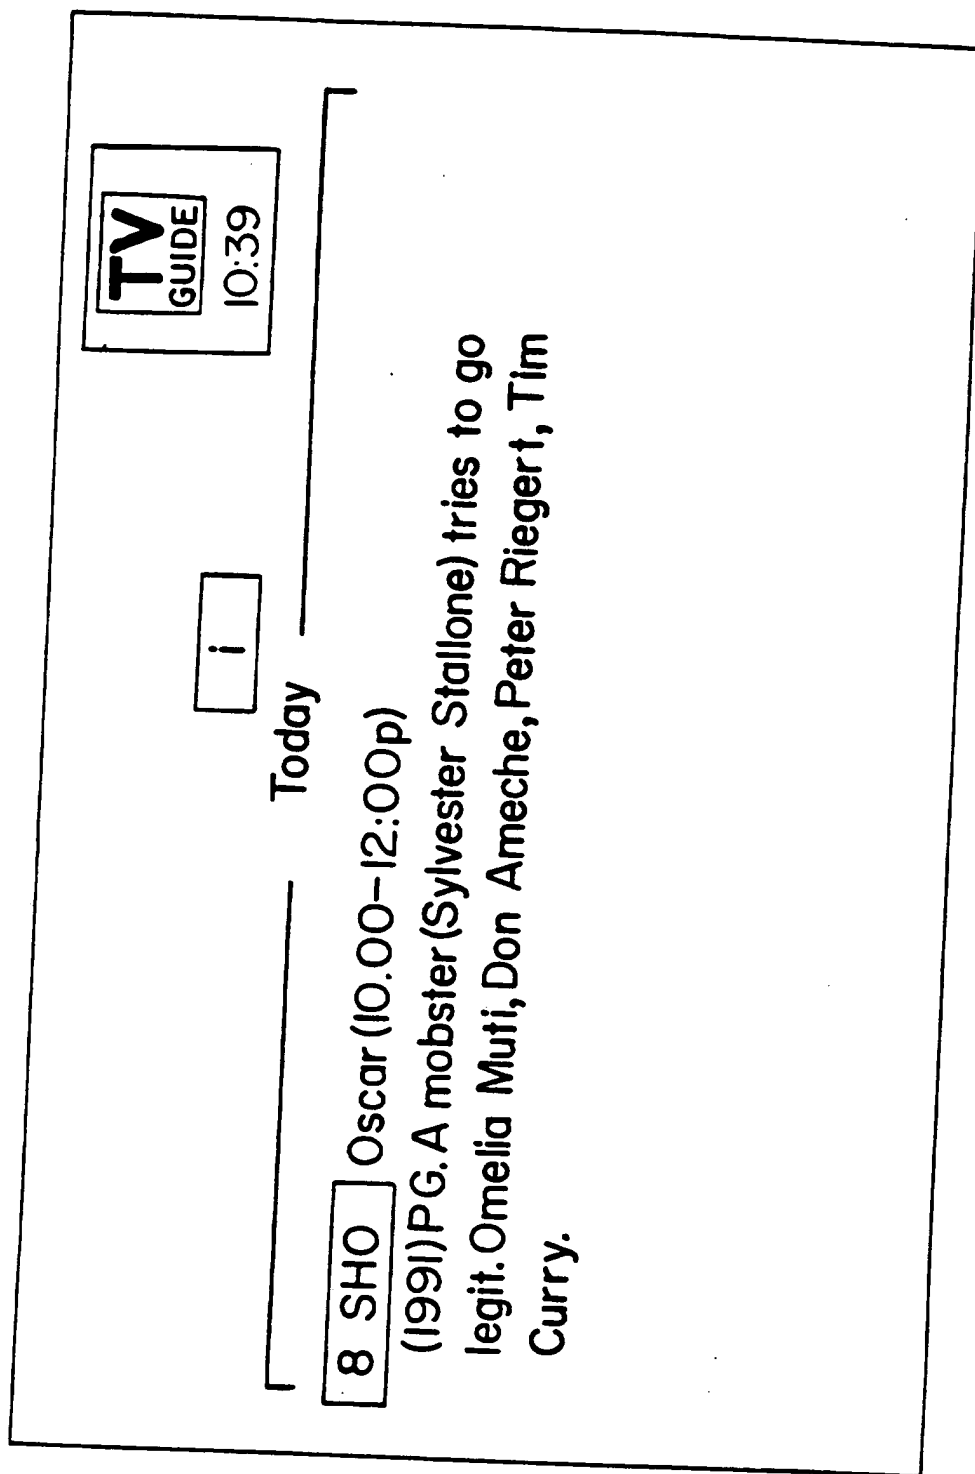 TV
GUIDE
10:39
i
Today
8 SHO Oscar (10.00-12:00p)
(1991)PG. A mobster (Sylvester Stallone) tries to go
legit. Omelia Muti, Don Ameche, Peter Riegert, Tim
Curry.